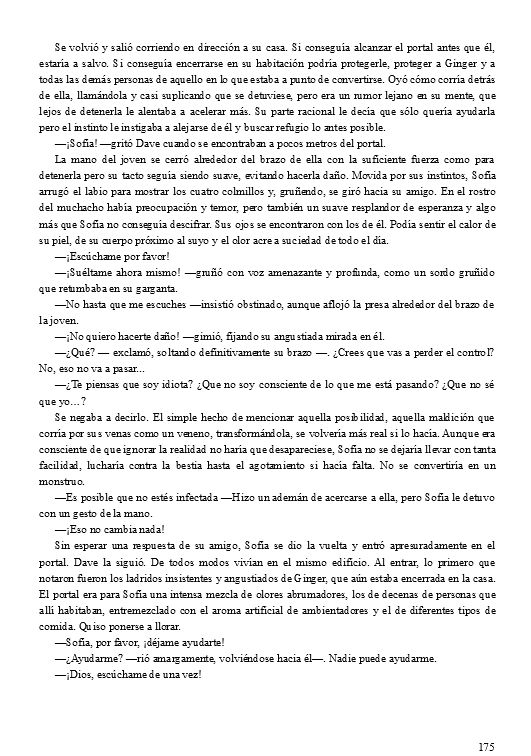 Se volvió y salió corriendo en dirección a su casa. Si conseguía alcanzar el portal antes que él,
estaría a salvo. Si conseguía encerrarse en su habitación podría protegerle, proteger a Ginger y a
todas las demás personas de aquello en lo que estaba a punto de convertirse. Oyó cómo corría detrás
de ella, llamándola y casi suplicando que se detuviese, pero era un rumor lejano en su mente, que
lejos de detenerla le alentaba a acelerar más. Su parte racional le decía que sólo quería ayudarla
pero el instinto le instigaba a alejarse de él y buscar refugio lo antes posible.
—¡Sofía! —gritó Dave cuando se encontraban a pocos metros del portal.
La mano del joven se cerró alrededor del brazo de ella con la suficiente fuerza como para
detenerla pero su tacto seguía siendo suave, evitando hacerla daño. Movida por sus instintos, Sofía
arrugó el labio para mostrar los cuatro colmillos y, gruñendo, se giró hacia su amigo. En el rostro
del muchacho había preocupación y temor, pero también un suave resplandor de esperanza y algo
más que Sofía no conseguía descifrar. Sus ojos se encontraron con los de él. Podía sentir el calor de
su piel, de su cuerpo próximo al suyo y el olor acre a suciedad de todo el día.
—¡Escúchame por favor!
—¡Suéltame ahora mismo! —gruñó con voz amenazante y profunda, como un sordo gruñido
que retumbaba en su garganta.
—No hasta que me escuches —insistió obstinado, aunque aflojó la presa alrededor del brazo de
la joven.
—¡No quiero hacerte daño! —gimió, fijando su angustiada mirada en él.
—¿Qué? — exclamó, soltando definitivamente su brazo —. ¿Crees que vas a perder el control?
No, eso no va a pasar...
—¿Te piensas que soy idiota? ¿Que no soy consciente de lo que me está pasando? ¿Que no sé
que yo...?
Se negaba a decirlo. El simple hecho de mencionar aquella posibilidad, aquella maldición que
corría por sus venas como un veneno, transformándola, se volvería más real si lo hacía. Aunque era
consciente de que ignorar la realidad no haría que desapareciese, Sofía no se dejaría llevar con tanta
facilidad, lucharía contra la bestia hasta el agotamiento si hacía falta. No se convertiría en un
monstruo.
—Es posible que no estés infectada —Hizo un ademán de acercarse a ella, pero Sofía le detuvo
con un gesto de la mano.
—¡Eso no cambia nada!
Sin esperar una respuesta de su amigo, Sofía se dio la vuelta y entró apresuradamente en el
portal. Dave la siguió. De todos modos vivían en el mismo edificio. Al entrar, lo primero que
notaron fueron los ladridos insistentes y angustiados de Ginger, que aún estaba encerrada en la casa.
El portal era para Sofía una intensa mezcla de olores abrumadores, los de decenas de personas que
allí habitaban, entremezclado con el aroma artificial de ambientadores y el de diferentes tipos de
comida. Quiso ponerse a llorar.
—Sofía, por favor, ¡déjame ayudarte!
—¿Ayudarme? —rió amargamente, volviéndose hacia él—. Nadie puede ayudarme.
—¡Dios, escúchame de una vez!
175